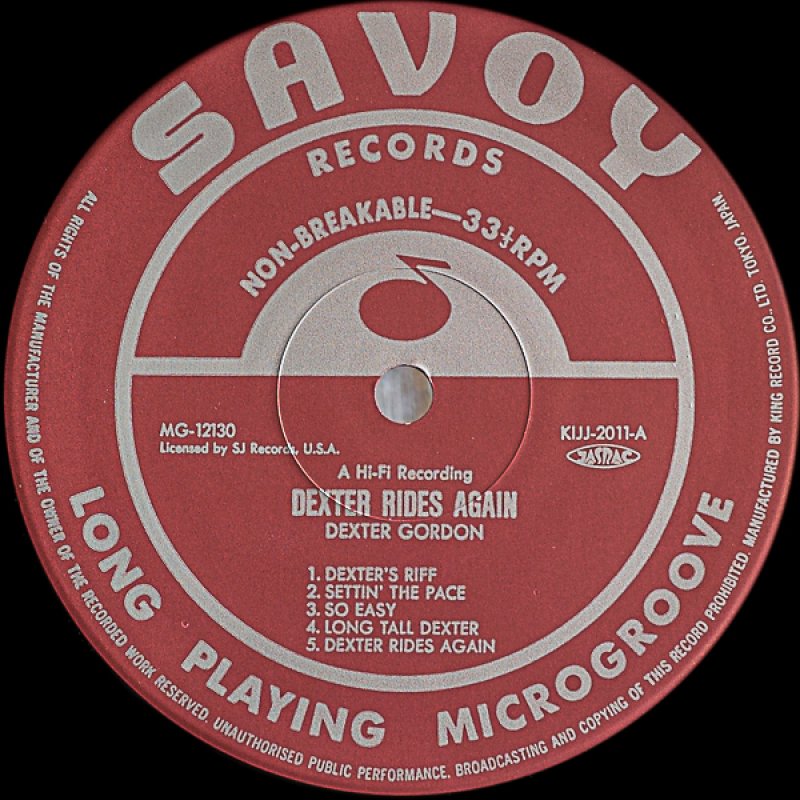 SAVOY
RECORDS
NON-BREAKABLE—33⅓RPM
MG-12130
Licensed by SJ Records, U.S.A.
KIJJ-2011-A
JASRAC
A Hi-Fi Recording
DEXTER RIDES AGAIN
DEXTER GORDON
1. DEXTER'S RIFF
2. SETTIN' THE PACE
3. SO EASY
4. LONG TALL DEXTER
5. DEXTER RIDES AGAIN
LONG PLAYING MICROGROOVE
ALL RIGHTS OF THE MANUFACTURER AND OF THE OWNER OF THE RECORDED WORK RESERVED. UNAUTHORISED PUBLIC PERFORMANCE. BROADCASTING AND COPYING OF THIS RECORD PROHIBITED. MANUFACTURED BY KING RECORD CO., LTD. TOKYO, JAPAN.